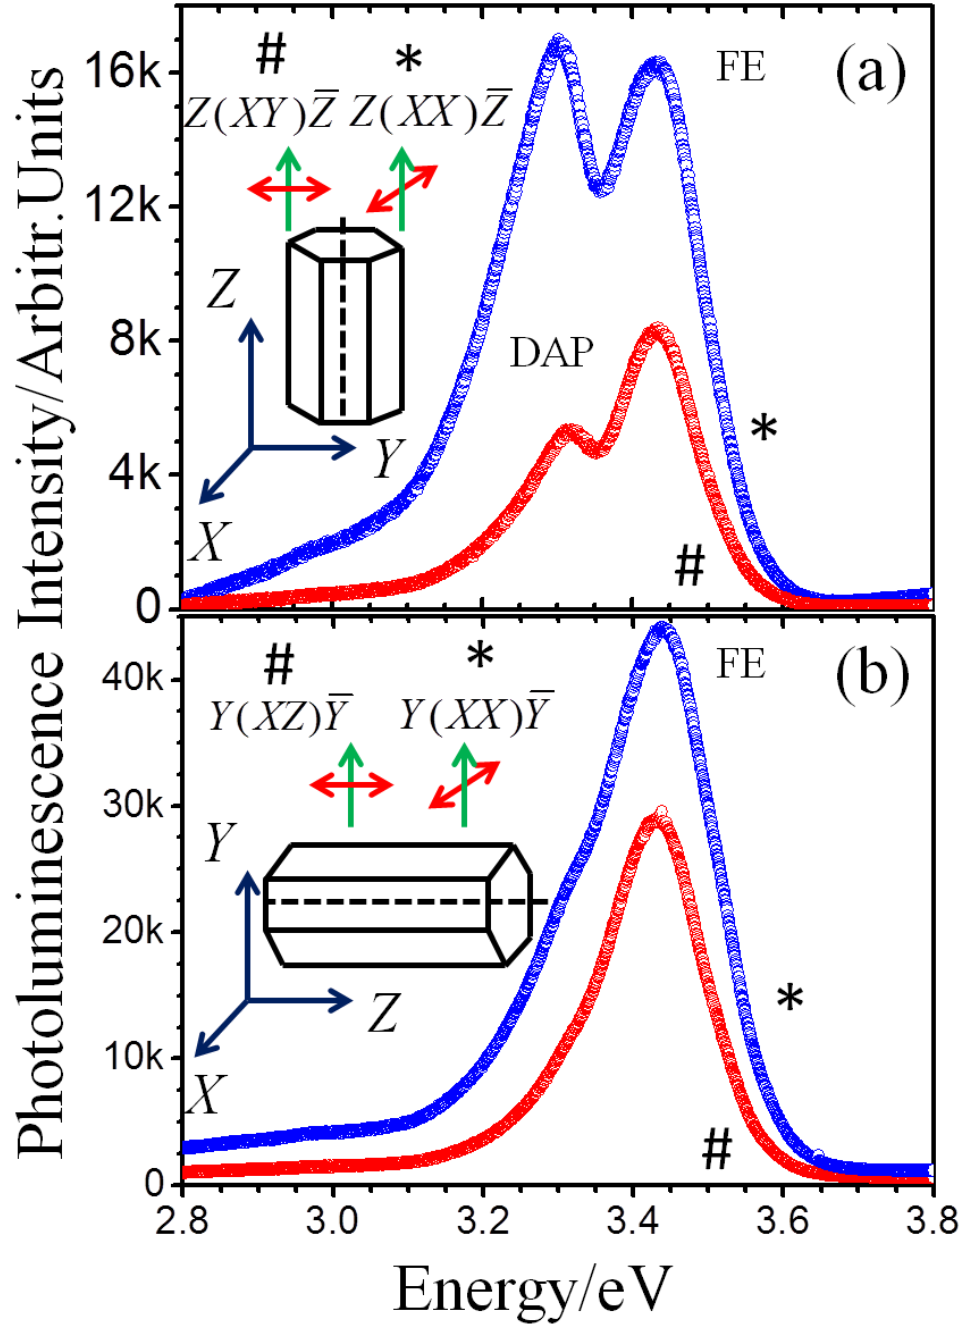 Photoluminescence Intensity/Arbitr.Units
(a)
FE
# *
Z(XY)Z̅ Z(XX)Z̅
16k
12k
8k
4k
0
Z
Y
X
DAP
*
#
(b)
FE
# *
Y(XZ)Y̅ Y(XX)Y̅
40k
30k
20k
10k
0
Y
Z
X
*
#
2.8 3.0 3.2 3.4 3.6 3.8
Energy/eV